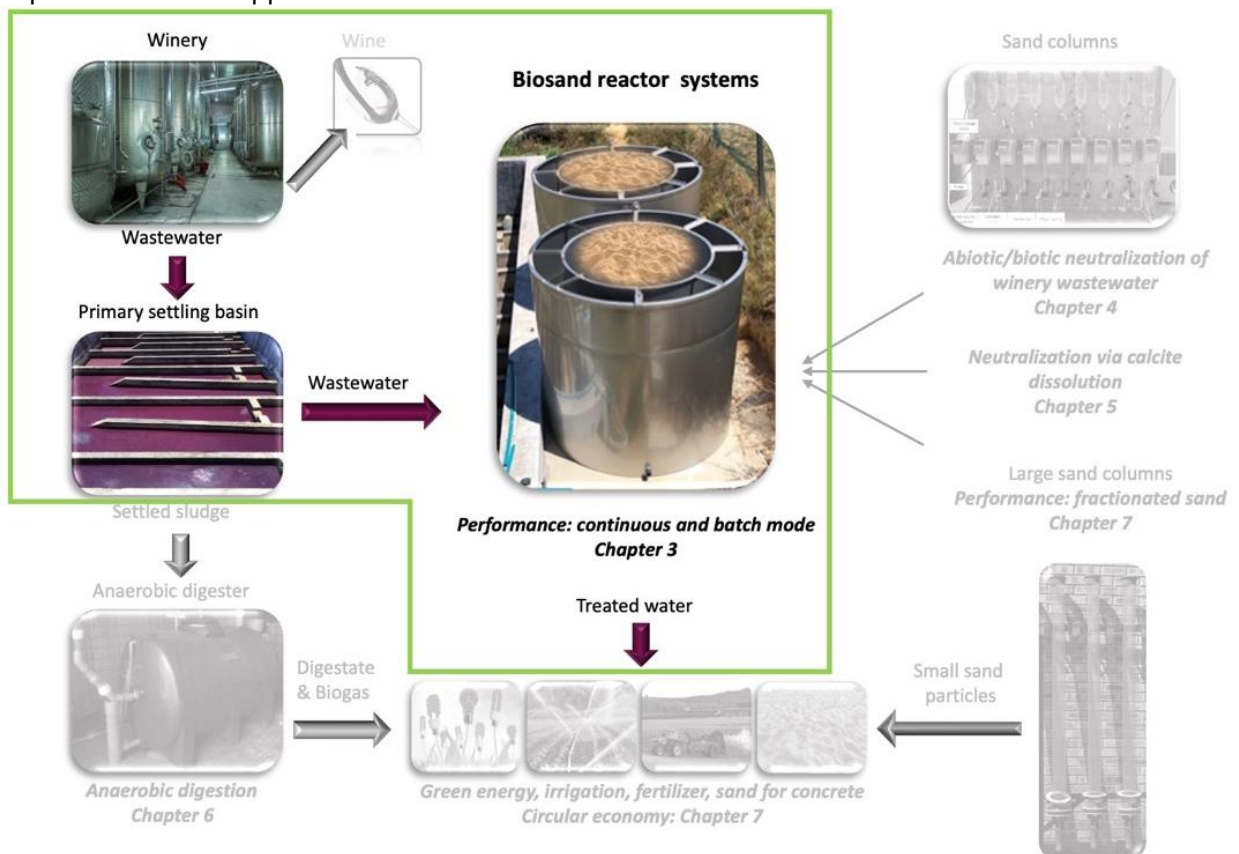 Winery
Wine
Wastewater
Primary settling basin
Wastewater
Biosand reactor systems
Performance: continuous and batch mode
Chapter 3
Treated water
Sand columns
Abiotic/biotic neutralization of
winery wastewater
Chapter 4
Neutralization via calcite
dissolution
Chapter 5
Large sand columns
Performance: fractionated sand
Chapter 7
Settled sludge
Anaerobic digester
Anaerobic digestion
Chapter 6
Digestate
& Biogas
Small sand
particles
Green energy, irrigation, fertilizer, sand for concrete
Circular economy: Chapter 7